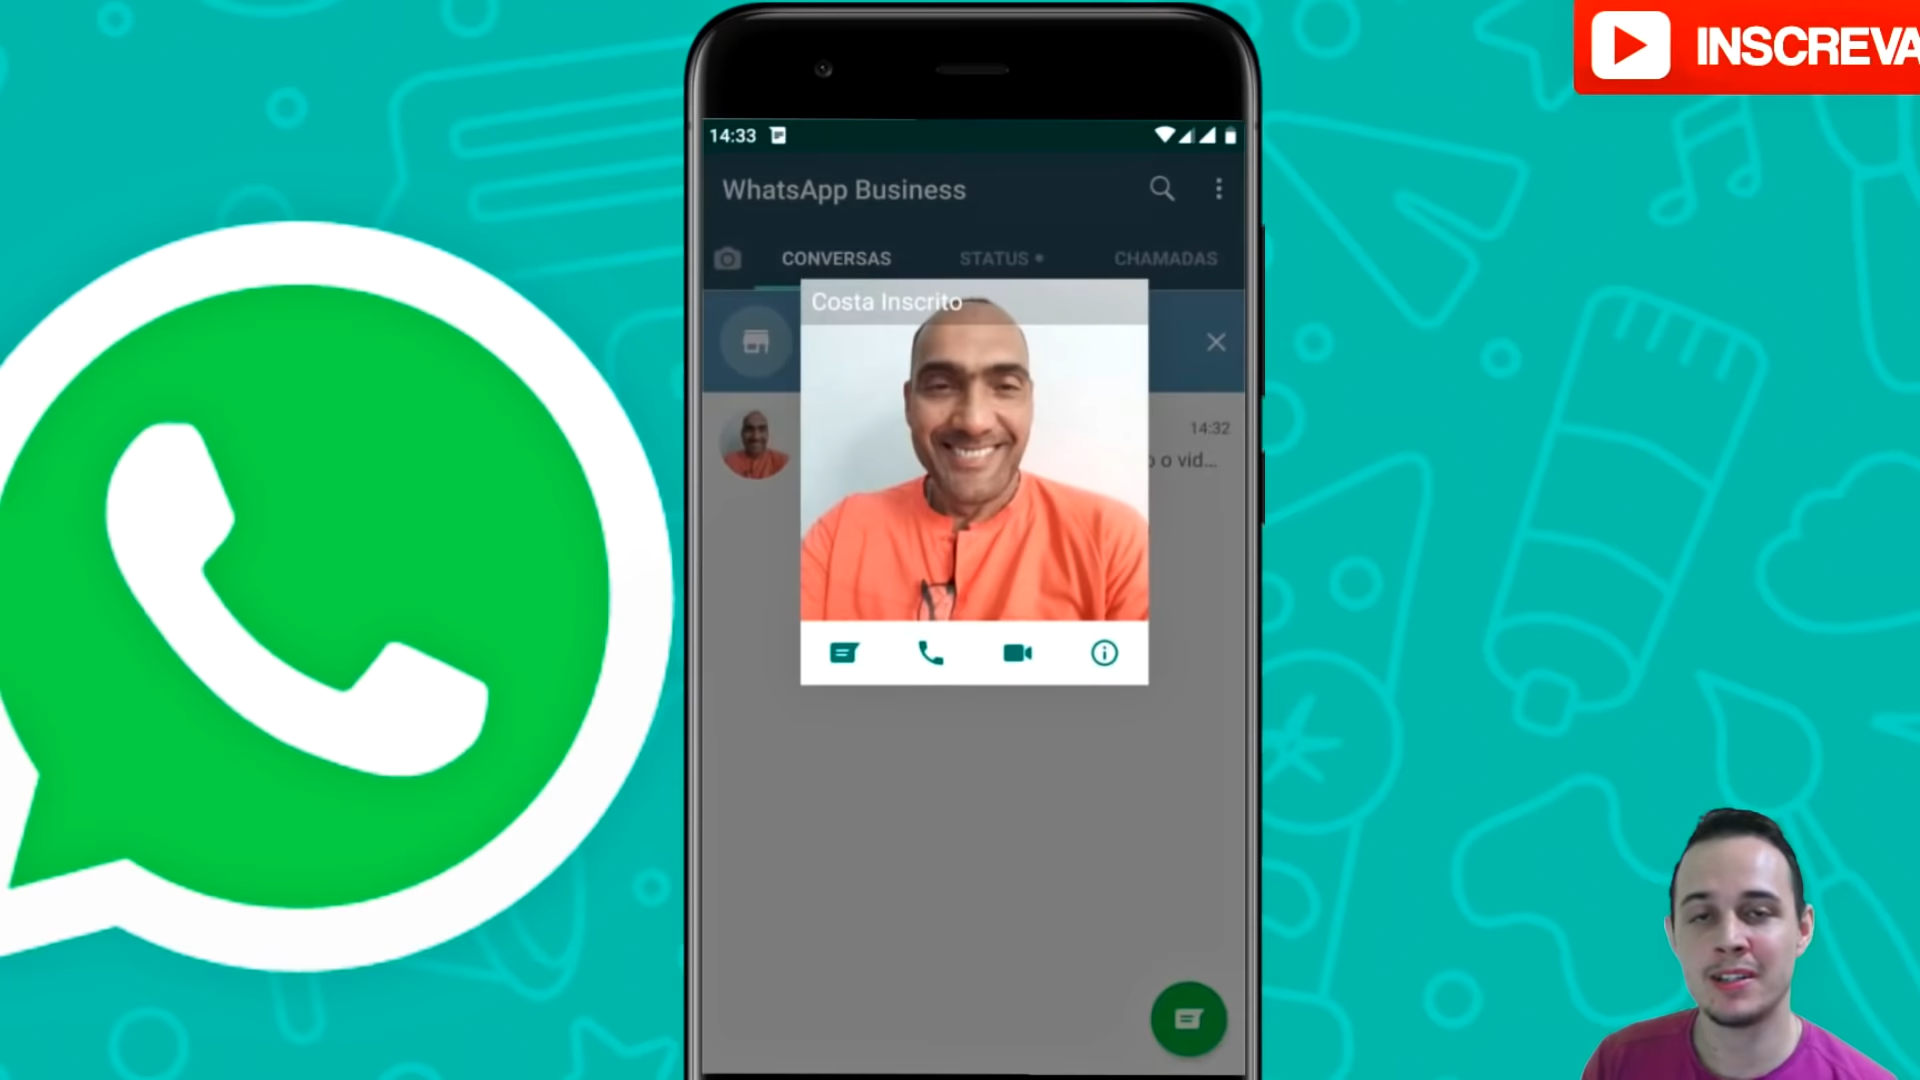 INSCREVA
14:33
WhatsApp Business
CONVERSAS
STATUS
CHAMADAS
Costa Inscrito
14:32
o vid...